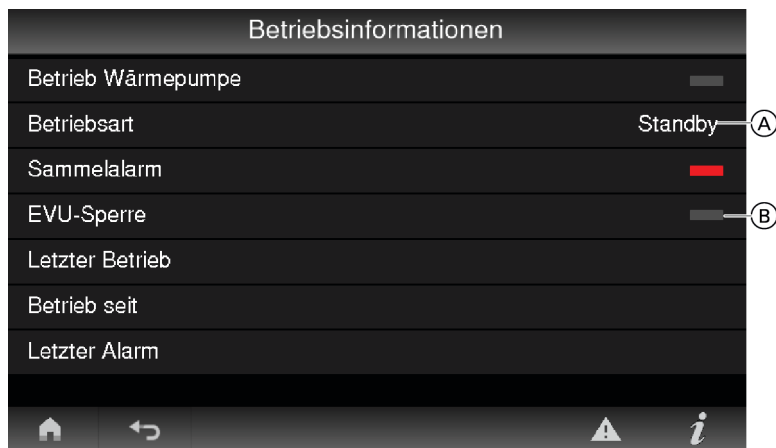 Betriebsinformationen
Betrieb Wärmepumpe
Betriebsart Standby A
Sammelalarm
EVU-Sperre B
Letzter Betrieb
Betrieb seit
Letzter Alarm
i